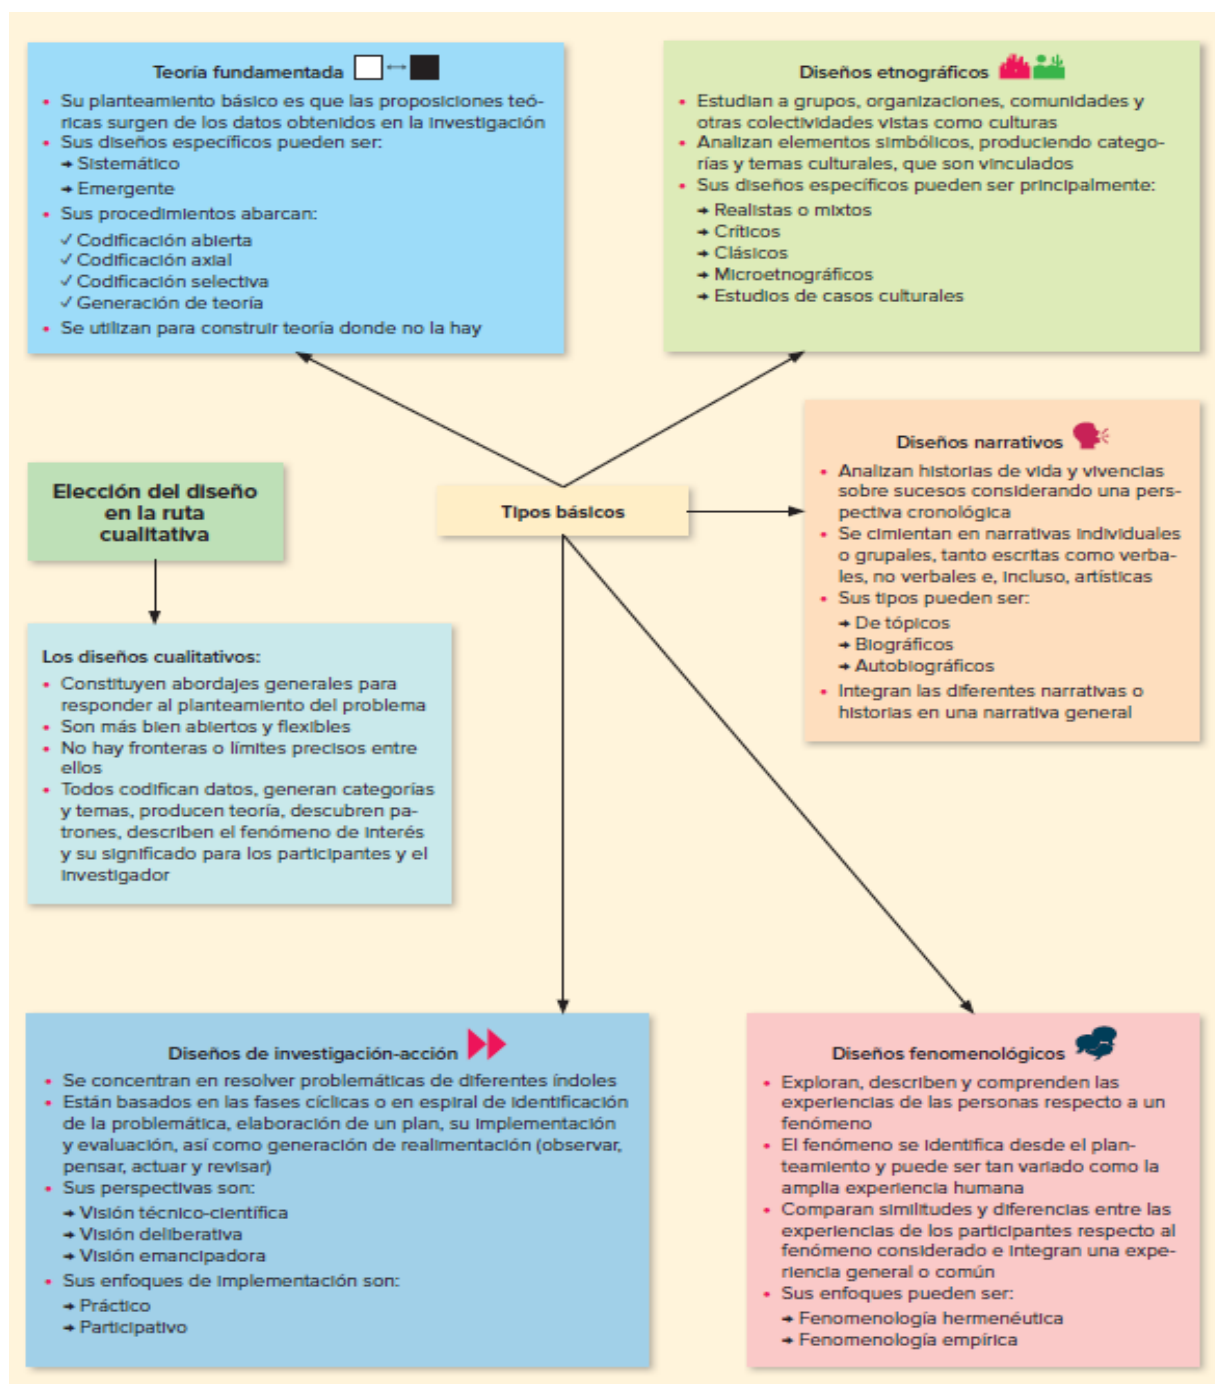 Teoría fundamentada
• Su planteamiento básico es que las proposiciones teó-
ricas surgen de los datos obtenidos en la investigación
• Sus diseños específicos pueden ser:
→ Sistemático
→ Emergente
• Sus procedimientos abarcan:
✓ Codificación abierta
✓ Codificación axial
✓ Codificación selectiva
✓ Generación de teoría
• Se utilizan para construir teoría donde no la hay
Diseños etnográficos
• Estudian a grupos, organizaciones, comunidades y
otras colectividades vistas como culturas
• Analizan elementos simbólicos, produciendo catego-
rías y temas culturales, que son vinculados
• Sus diseños específicos pueden ser principalmente:
→ Realistas o mixtos
→ Críticos
→ Clásicos
→ Microetnográficos
→ Estudios de casos culturales
Elección del diseño
en la ruta
cualitativa
Tipos básicos
Diseños narrativos
• Analizan historias de vida y vivencias
sobre sucesos considerando una pers-
pectiva cronológica
• Se cimientan en narrativas individuales
o grupales, tanto escritas como verba-
les, no verbales e, incluso, artísticas
• Sus tipos pueden ser:
→ De tópicos
→ Biográficos
→ Autobiográficos
• Integran las diferentes narrativas o
historias en una narrativa general
Los diseños cualitativos:
• Constituyen abordajes generales para
responder al planteamiento del problema
• Son más bien abiertos y flexibles
• No hay fronteras o límites precisos entre
ellos
• Todos codifican datos, generan categorías
y temas, producen teoría, descubren pa-
trones, describen el fenómeno de interés
y su significado para los participantes y el
investigador
Diseños de investigación-acción
• Se concentran en resolver problemáticas de diferentes índoles
• Están basados en las fases cíclicas o en espiral de identificación
de la problemática, elaboración de un plan, su implementación
y evaluación, así como generación de realimentación (observar,
pensar, actuar y revisar)
• Sus perspectivas son:
→ Visión técnico-científica
→ Visión deliberativa
→ Visión emancipadora
• Sus enfoques de implementación son:
→ Práctico
→ Participativo
Diseños fenomenológicos
• Exploran, describen y comprenden las
experiencias de las personas respecto a un
fenómeno
• El fenómeno se identifica desde el plan-
teamiento y puede ser tan variado como la
amplia experiencia humana
• Comparan similitudes y diferencias entre las
experiencias de los participantes respecto al
fenómeno considerado e integran una expe-
riencia general o común
• Sus enfoques pueden ser:
→ Fenomenología hermenéutica
→ Fenomenología empírica